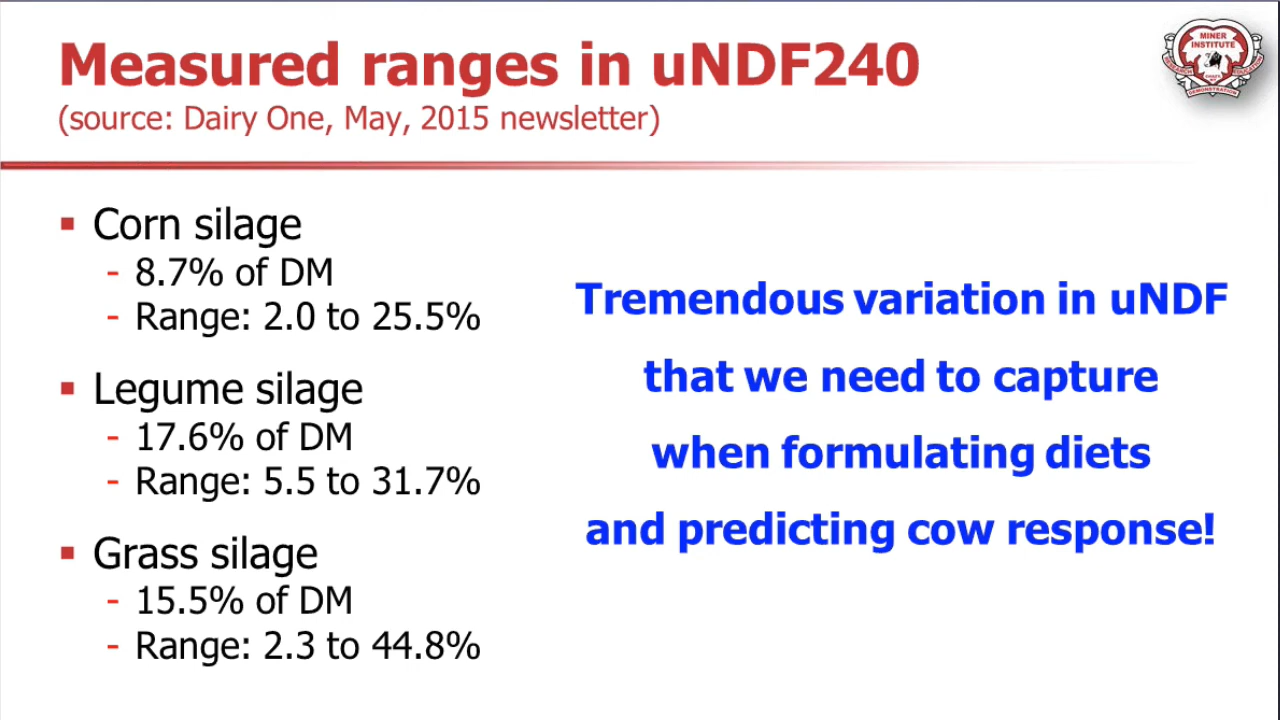 Measured ranges in uNDF240
(source: Dairy One, May, 2015 newsletter)
MINER
INSTITUTE
▪ Corn silage
- 8.7% of DM
- Range: 2.0 to 25.5%
▪ Legume silage
- 17.6% of DM
- Range: 5.5 to 31.7%
▪ Grass silage
- 15.5% of DM
- Range: 2.3 to 44.8%
Tremendous variation in uNDF
that we need to capture
when formulating diets
and predicting cow response!